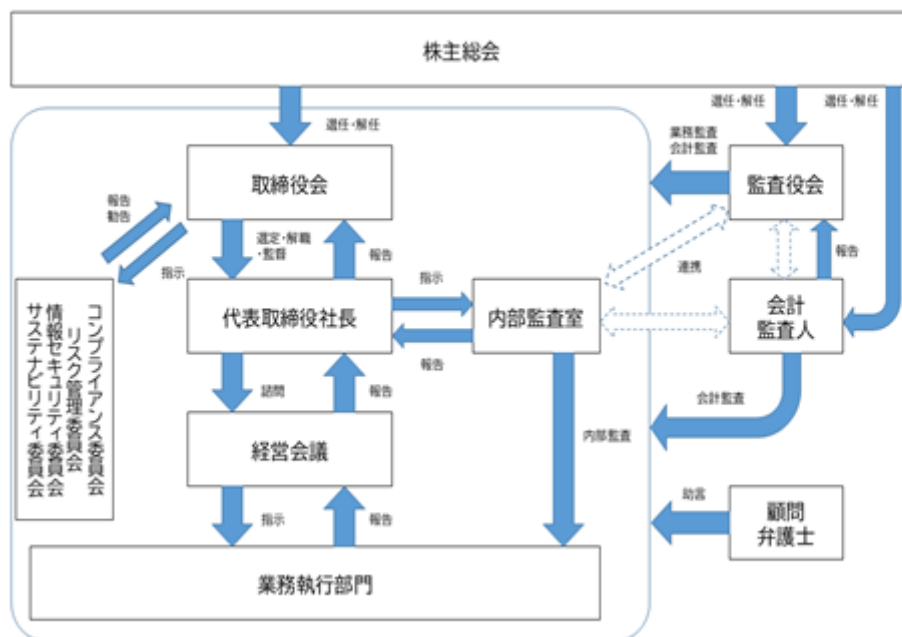 株主総会
選任・解任
選任・解任
選任・解任
業務監査
会計監査
取締役会
監査役会
報告
勧告
指示
選定・解職
・監督
報告
連携
報告
代表取締役社長
指示
報告
内部監査室
会計
監査人
コンプライアンス委員会
リスク管理委員会
情報セキュリティ委員会
サステナビリティ委員会
諮問
報告
会計監査
経営会議
内部監査
指示
報告
助言
顧問
弁護士
業務執行部門